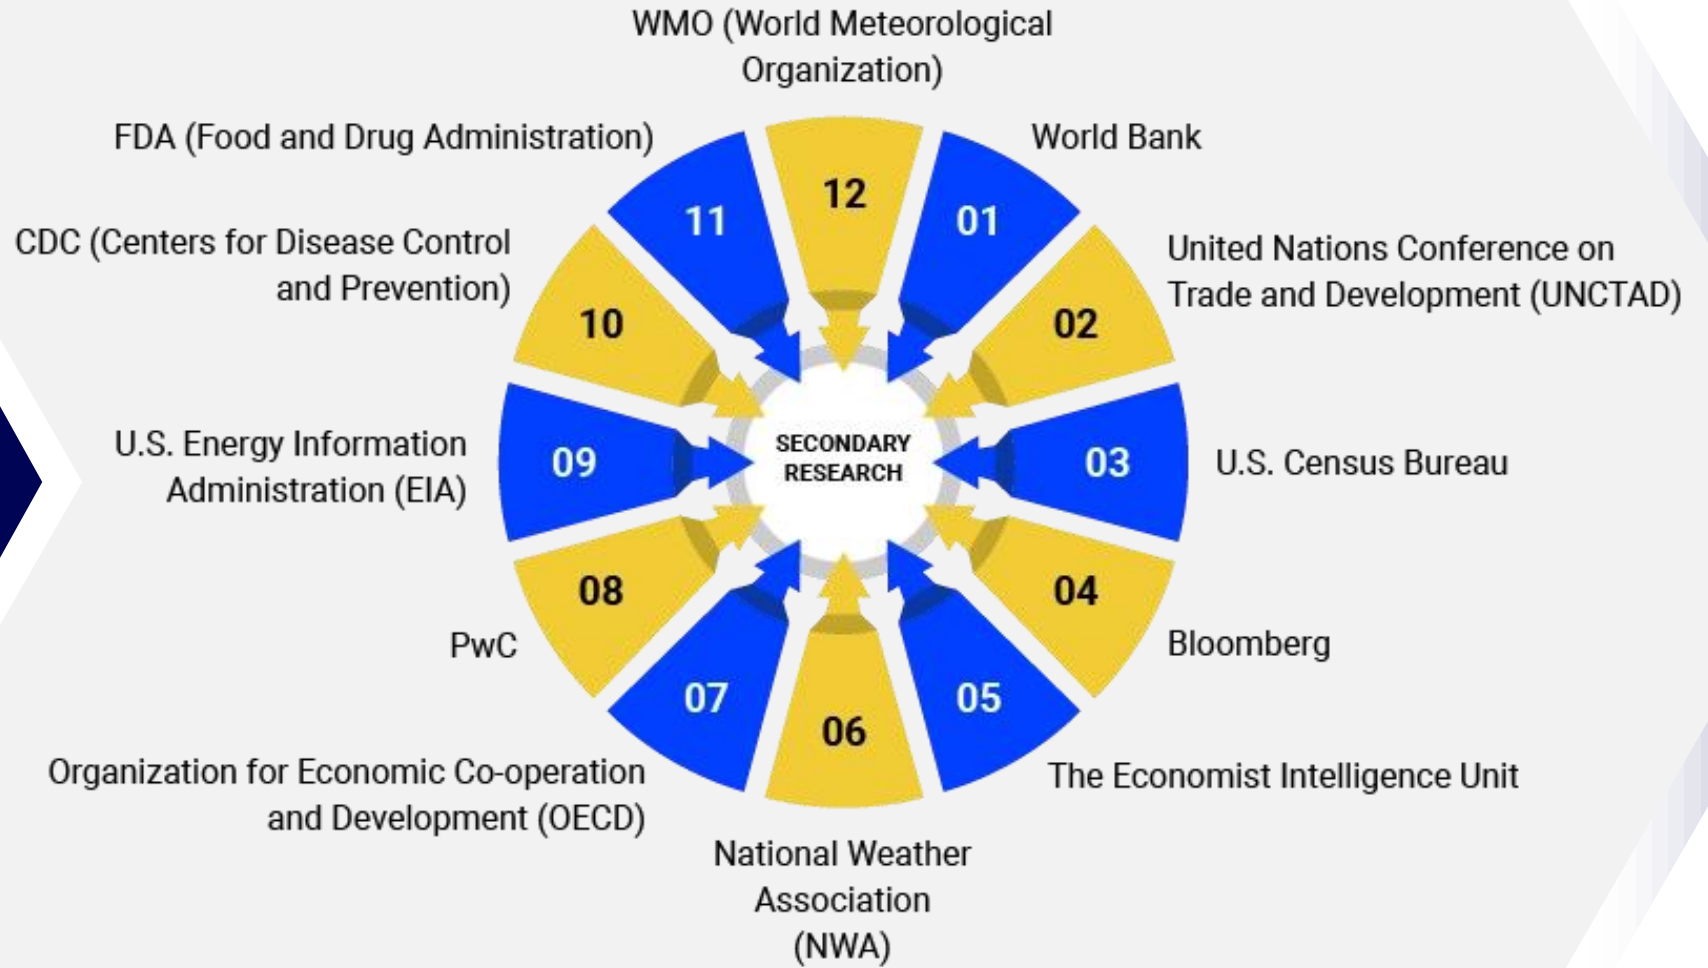 WMO (World Meteorological
Organization)
12
01
World Bank
02
United Nations Conference on
Trade and Development (UNCTAD)
03
U.S. Census Bureau
04
Bloomberg
05
The Economist Intelligence Unit
06
National Weather
Association
(NWA)
07
Organization for Economic Co-operation
and Development (OECD)
08
PwC
09
U.S. Energy Information
Administration (EIA)
10
CDC (Centers for Disease Control
and Prevention)
11
FDA (Food and Drug Administration)
SECONDARY
RESEARCH